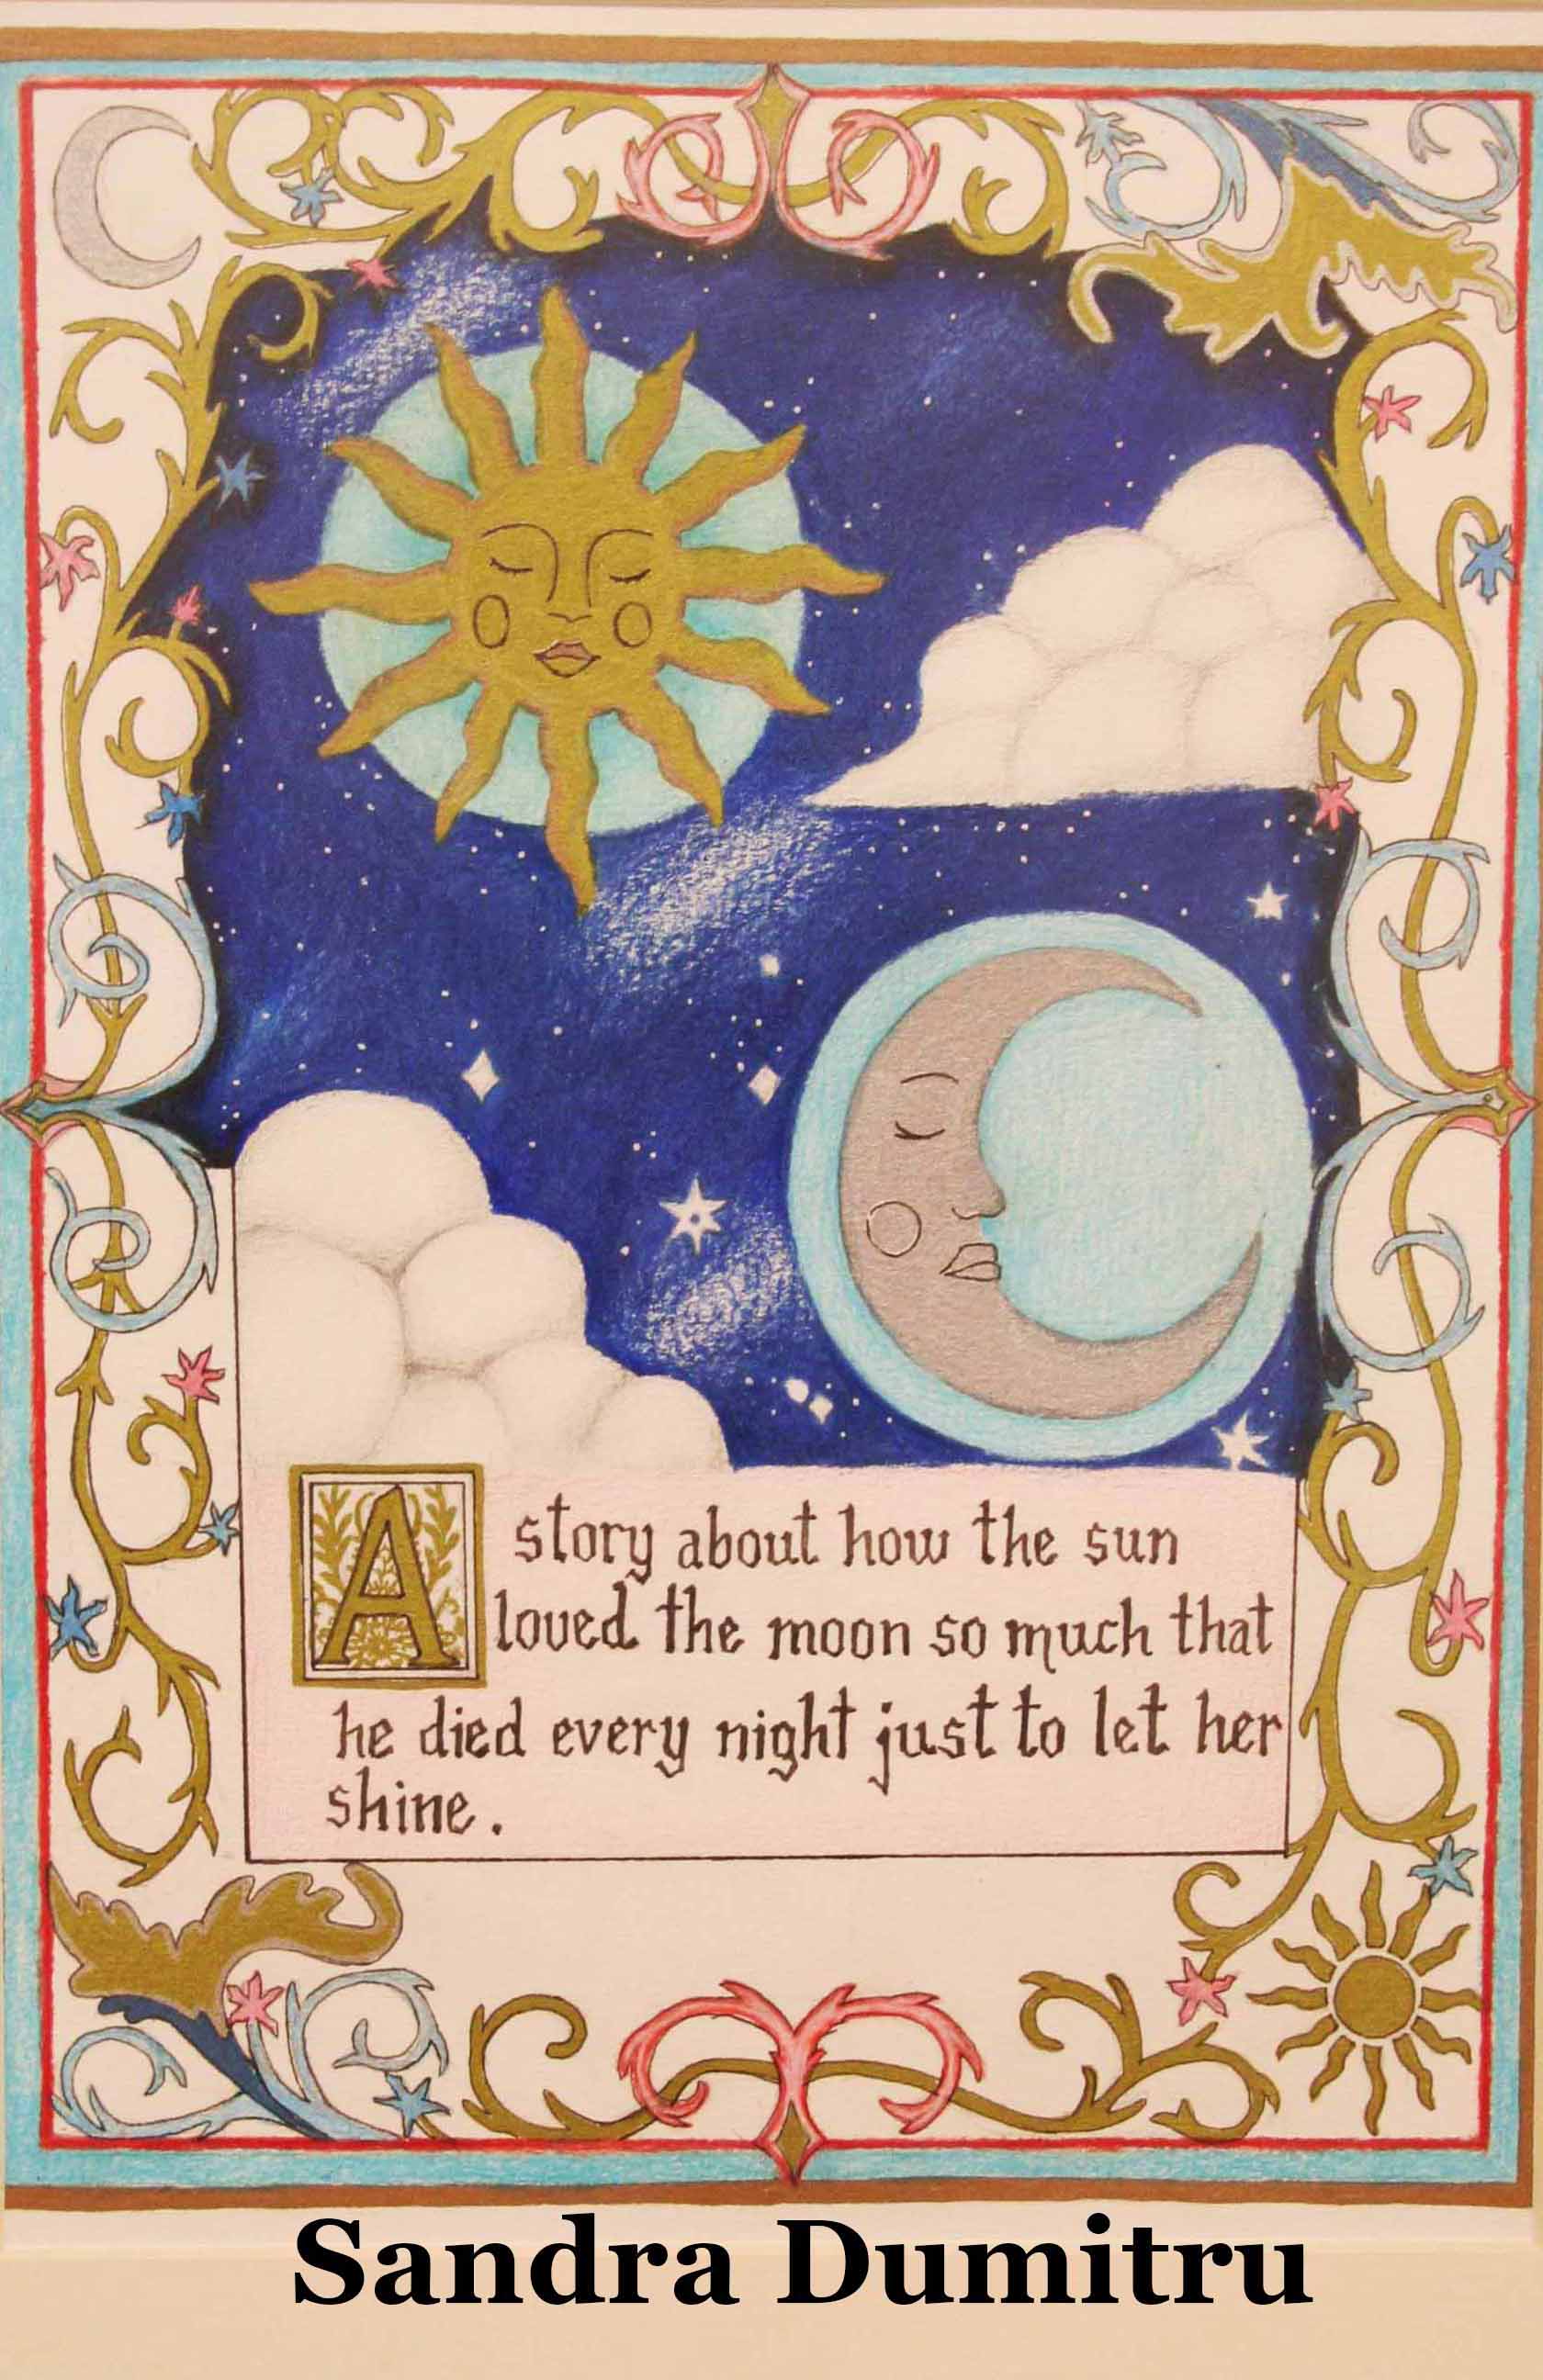 A story about how the sun
loved the moon so much that
he died every night just to let her
shine.
Sandra Dumitru